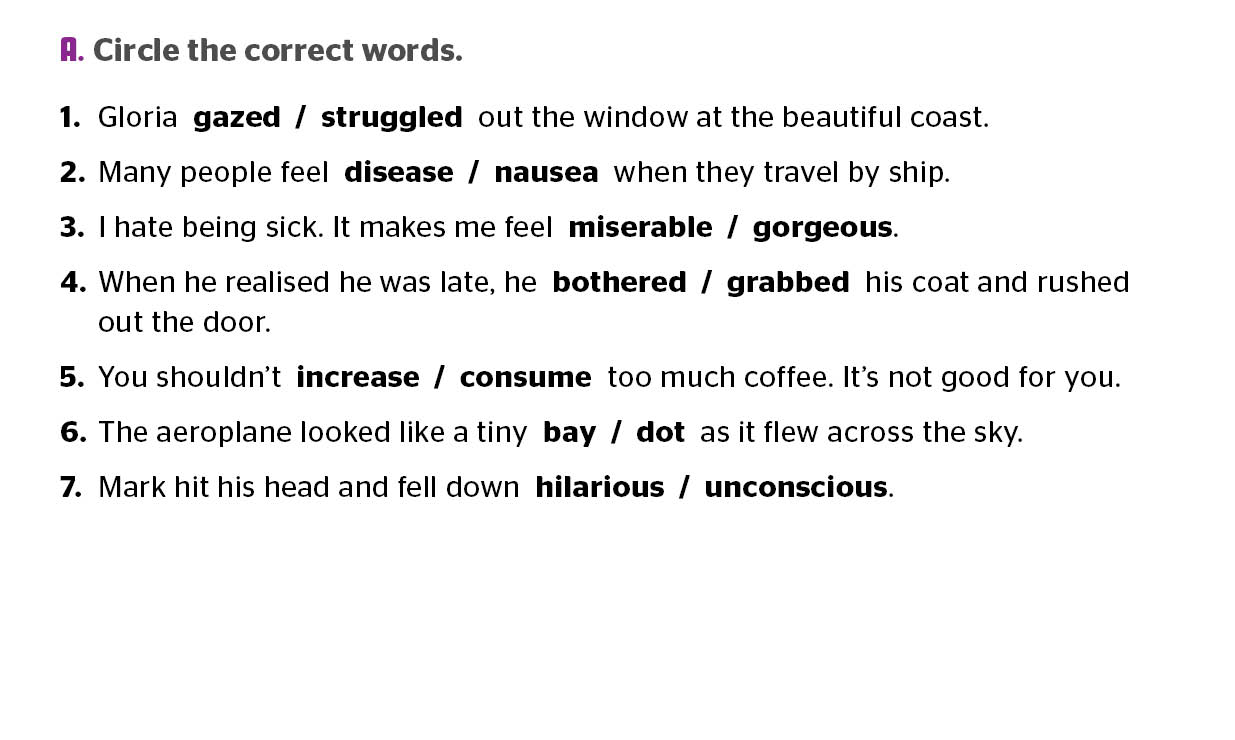 A. Circle the correct words.
1. Gloria gazed / struggled out the window at the beautiful coast.
2. Many people feel disease / nausea when they travel by ship.
3. I hate being sick. It makes me feel miserable / gorgeous.
4. When he realised he was late, he bothered / grabbed his coat and rushed
out the door.
5. You shouldn’t increase / consume too much coffee. It’s not good for you.
6. The aeroplane looked like a tiny bay / dot as it flew across the sky.
7. Mark hit his head and fell down hilarious / unconscious.